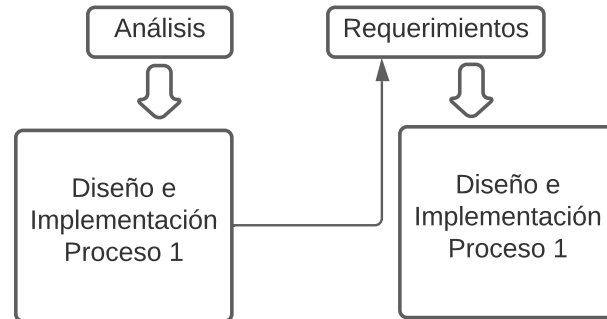 Análisis
Requerimientos
Diseño e
Implementación
Proceso 1
Diseño e
Implementación
Proceso 1